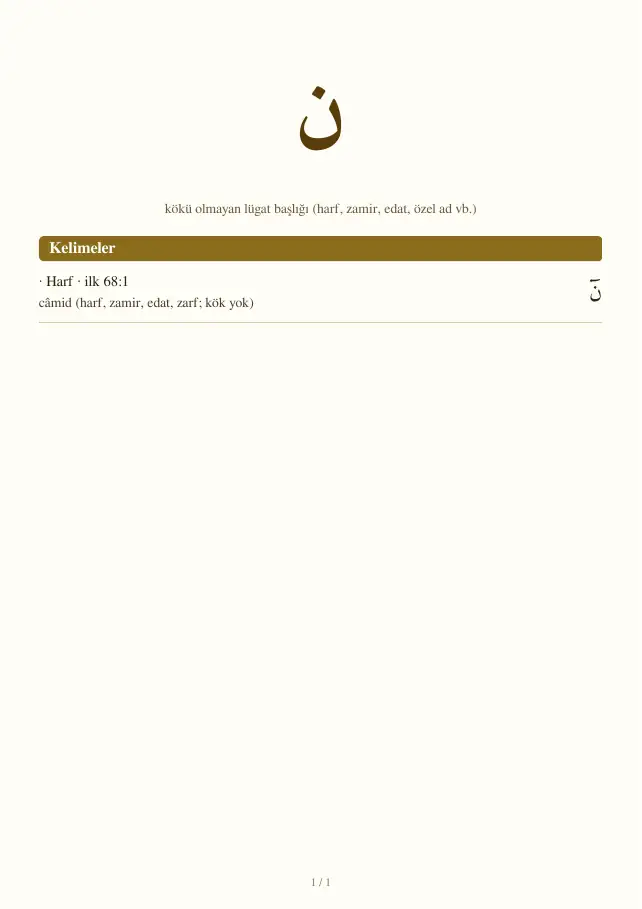 ن
kökü olmayan lügat başlığı (harf, zamir, edat, özel ad vb.)
Kelimeler
· Harf · ilk 68:1
نٓ
câmid (harf, zamir, edat, zarf; kök yok)
1 / 1